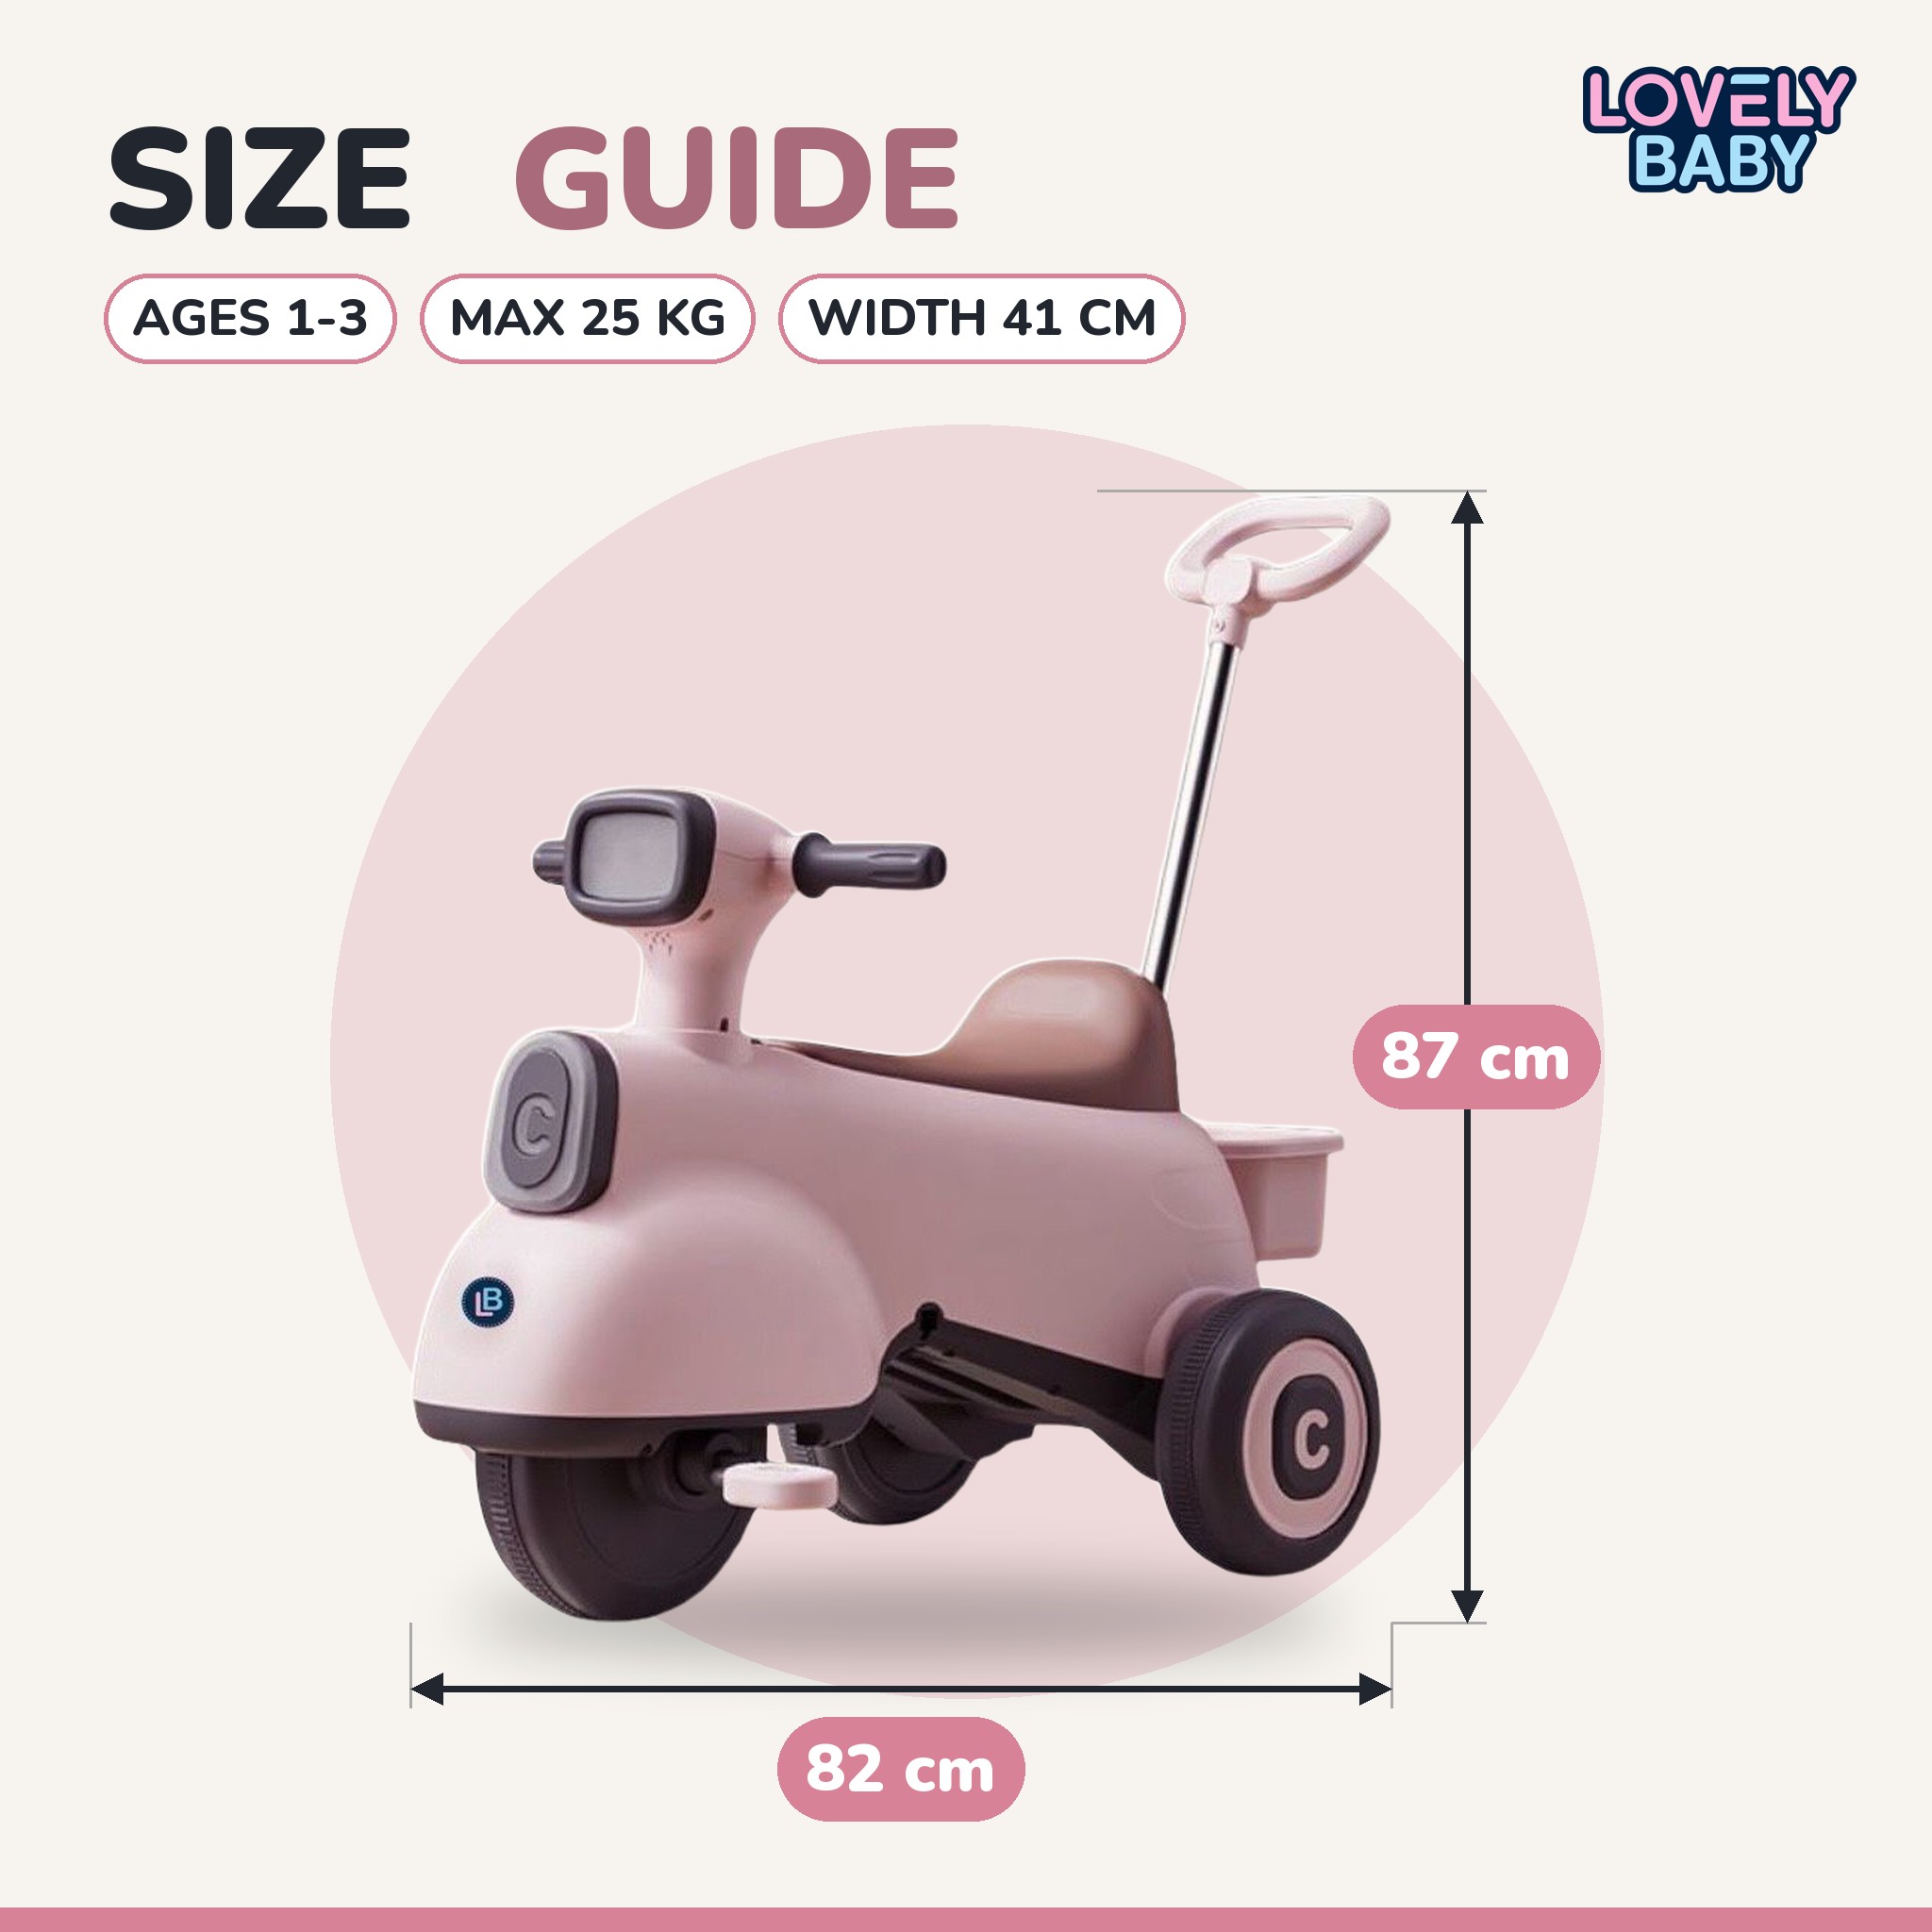 LOVELY
BABY
SIZE GUIDE
AGES 1-3
MAX 25 KG
WIDTH 41 CM
87 cm
C
LB
C
82 cm